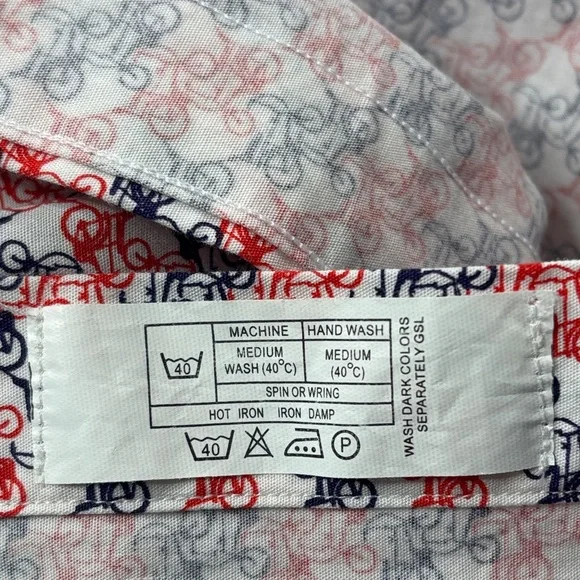 MACHINE HAND WASH
40 MEDIUM WASH (40°C) MEDIUM (40°C)
SPIN OR WRING
HOT IRON IRON DAMP
40 P
WASH DARK COLORS
SEPARATELY GSL